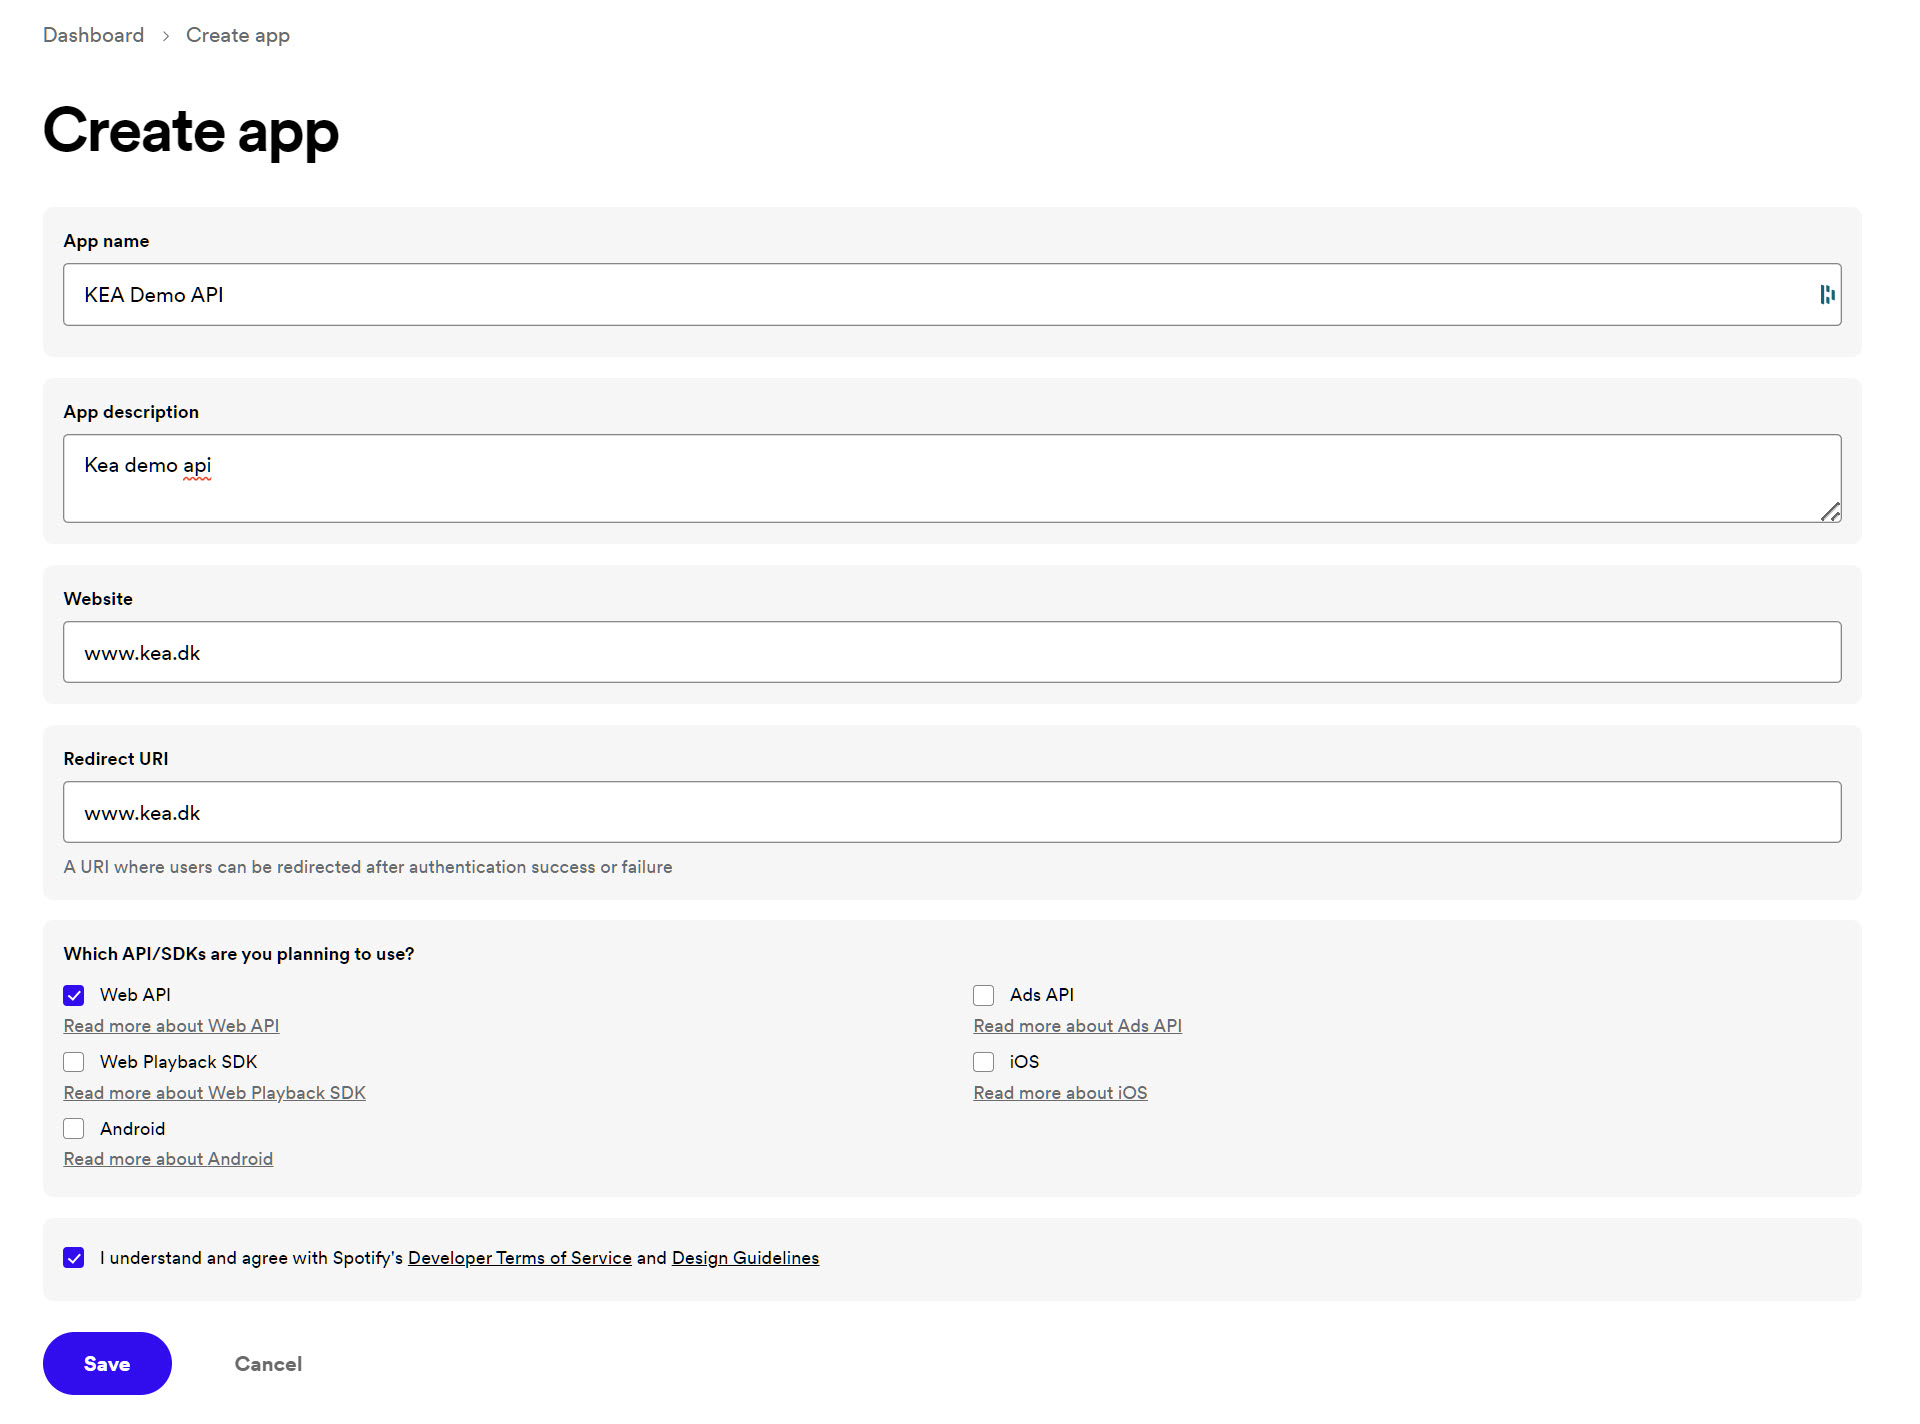 Dashboard > Create app
Create app
App name
KEA Demo API
App description
Kea demo api
Website
www.kea.dk
Redirect URI
www.kea.dk
A URI where users can be redirected after authentication success or failure
Which API/SDKs are you planning to use?
Web API
Read more about Web API
Ads API
Read more about Ads API
Web Playback SDK
Read more about Web Playback SDK
iOS
Read more about iOS
Android
Read more about Android
I understand and agree with Spotify's Developer Terms of Service and Design Guidelines
Save Cancel